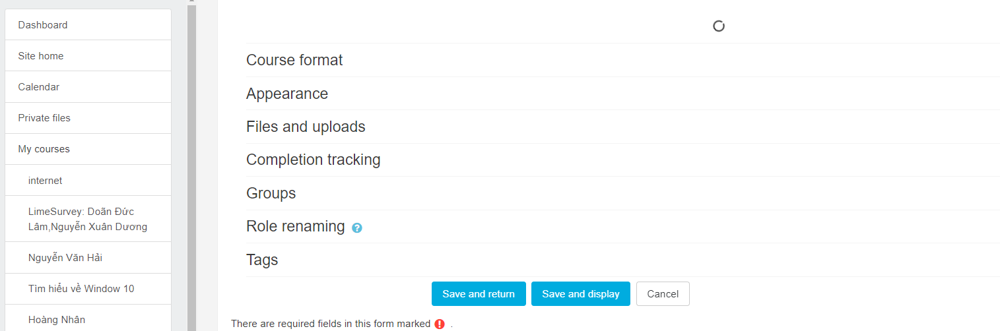 Dashboard
Site home
Calendar
Private files
My courses
internet
LimeSurvey: Doãn Đức
Lâm,Nguyễn Xuân Dương
Nguyễn Văn Hải
Tìm hiểu về Window 10
Hoàng Nhân
Course format
Appearance
Files and uploads
Completion tracking
Groups
Role renaming ?
Tags
Save and return
Save and display
Cancel
There are required fields in this form marked ! .